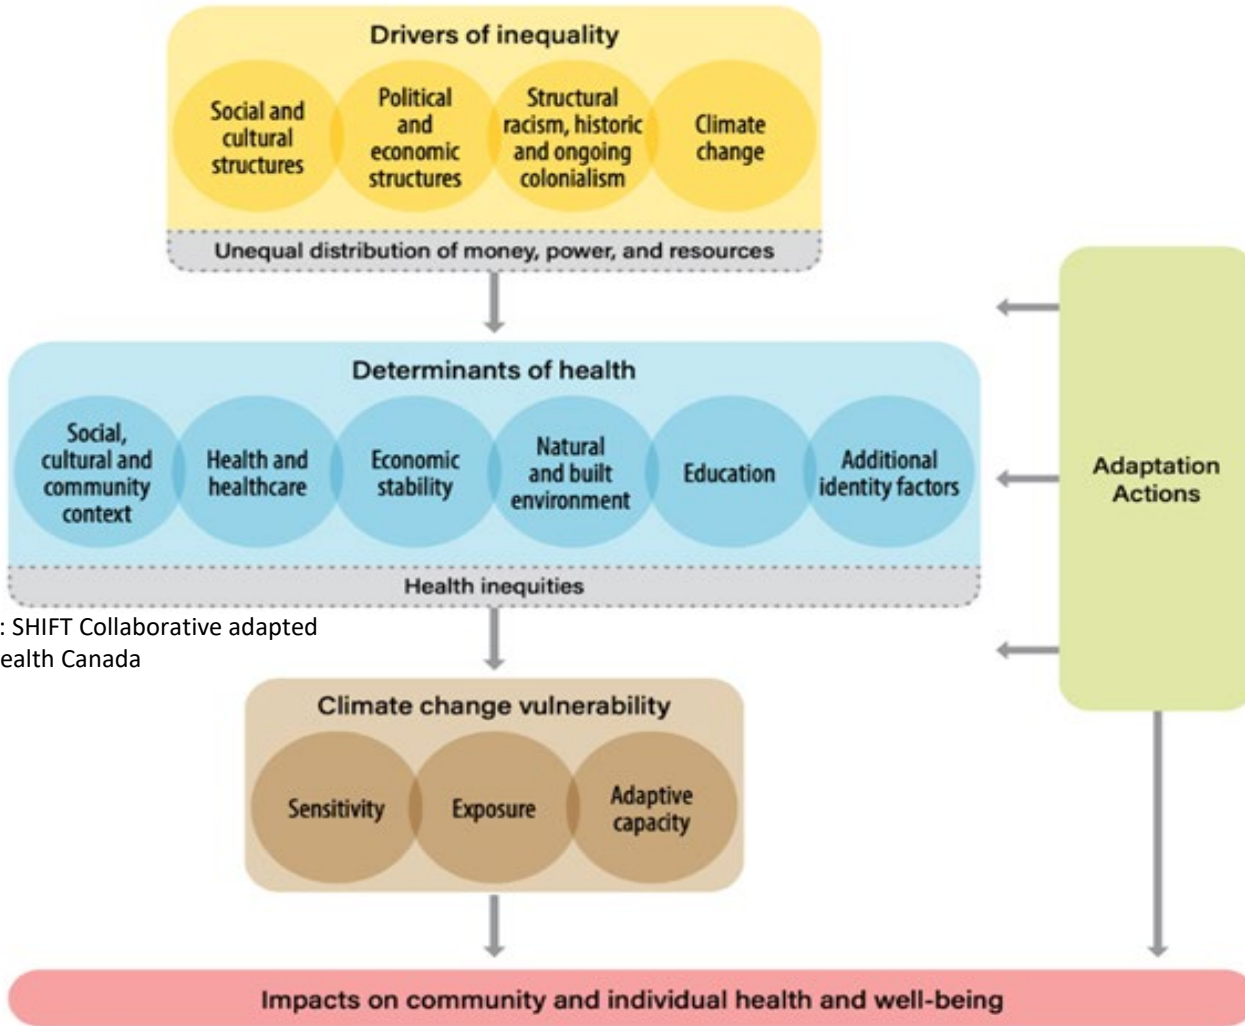 Drivers of inequality
Social and
cultural
structures
Political
and
economic
structures
Structural
racism, historic
and ongoing
colonialism
Climate
change
Unequal distribution of money, power, and resources
Determinants of health
Social,
cultural and
community
context
Health and
healthcare
Economic
stability
Natural
and built
environment
Education
Additional
identity factors
Health inequities
Adaptation
Actions
: SHIFT Collaborative adapted
ealth Canada
Climate change vulnerability
Sensitivity
Exposure
Adaptive
capacity
Impacts on community and individual health and well-being